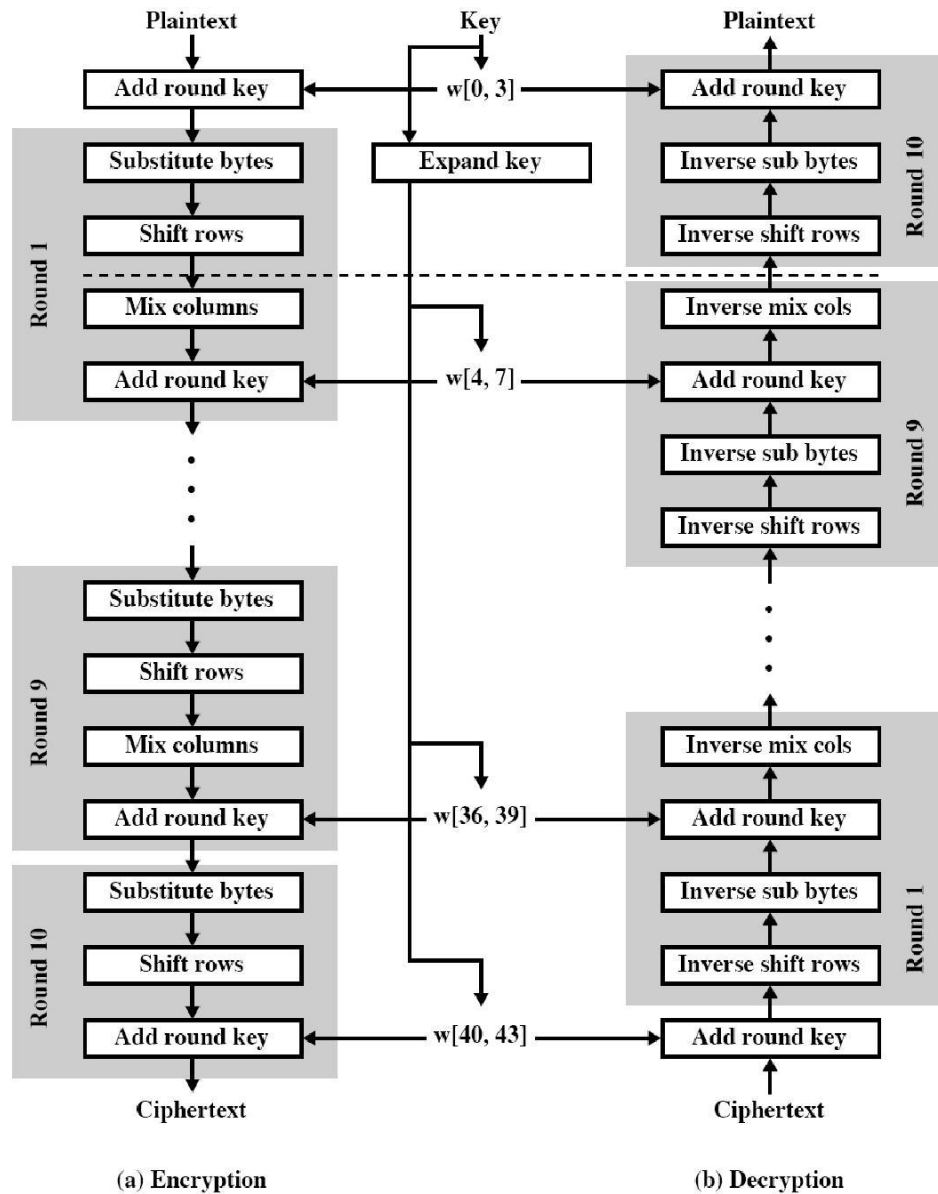 Plaintext
Key
Plaintext
Add round key
w[0, 3]
Add round key
Substitute bytes
Expand key
Inverse sub bytes
Round 10
Shift rows
Inverse shift rows
Round 1
Mix columns
Inverse mix cols
Add round key
w[4, 7]
Add round key
Inverse sub bytes
Round 9
Inverse shift rows
Substitute bytes
Shift rows
Round 9
Mix columns
Inverse mix cols
Add round key
w[36, 39]
Add round key
Substitute bytes
Inverse sub bytes
Round 1
Round 10
Shift rows
Inverse shift rows
Add round key
w[40, 43]
Add round key
Ciphertext
Ciphertext
(a) Encryption
(b) Decryption